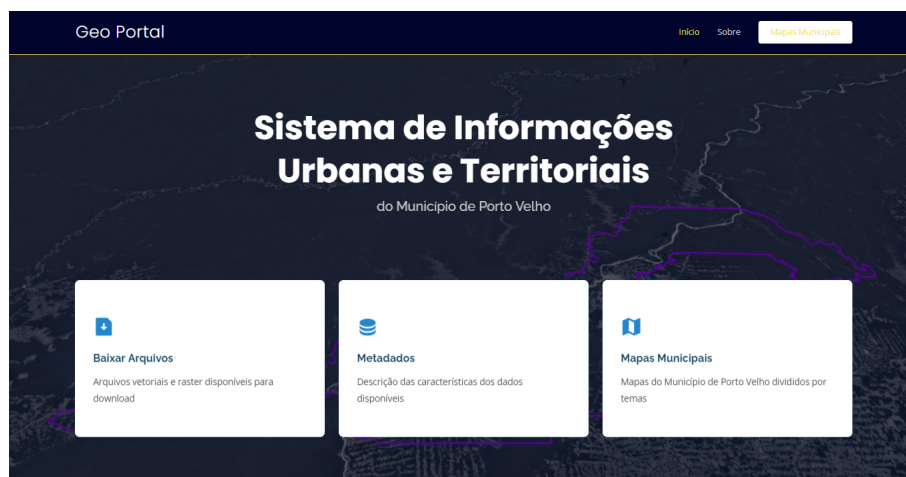 Geo Portal
Início Sobre Mapas Municipais
Sistema de Informações
Urbanas e Territoriais
do Município de Porto Velho
Baixar Arquivos
Arquivos vetoriais e raster disponíveis para
download
Metadados
Descrição das características dos dados
disponíveis
Mapas Municipais
Mapas do Município de Porto Velho divididos por
temas